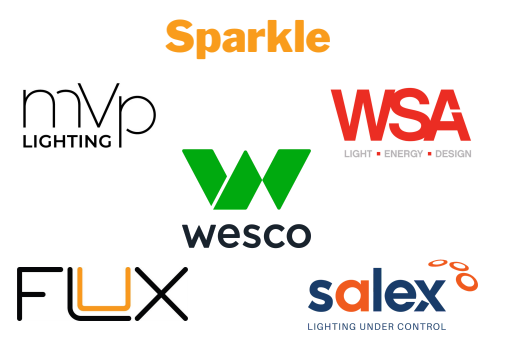 Sparkle
mvp
LIGHTING
WSA
LIGHT ▪ ENERGY ▪ DESIGN
wesco
FLUX
salex
LIGHTING UNDER CONTROL